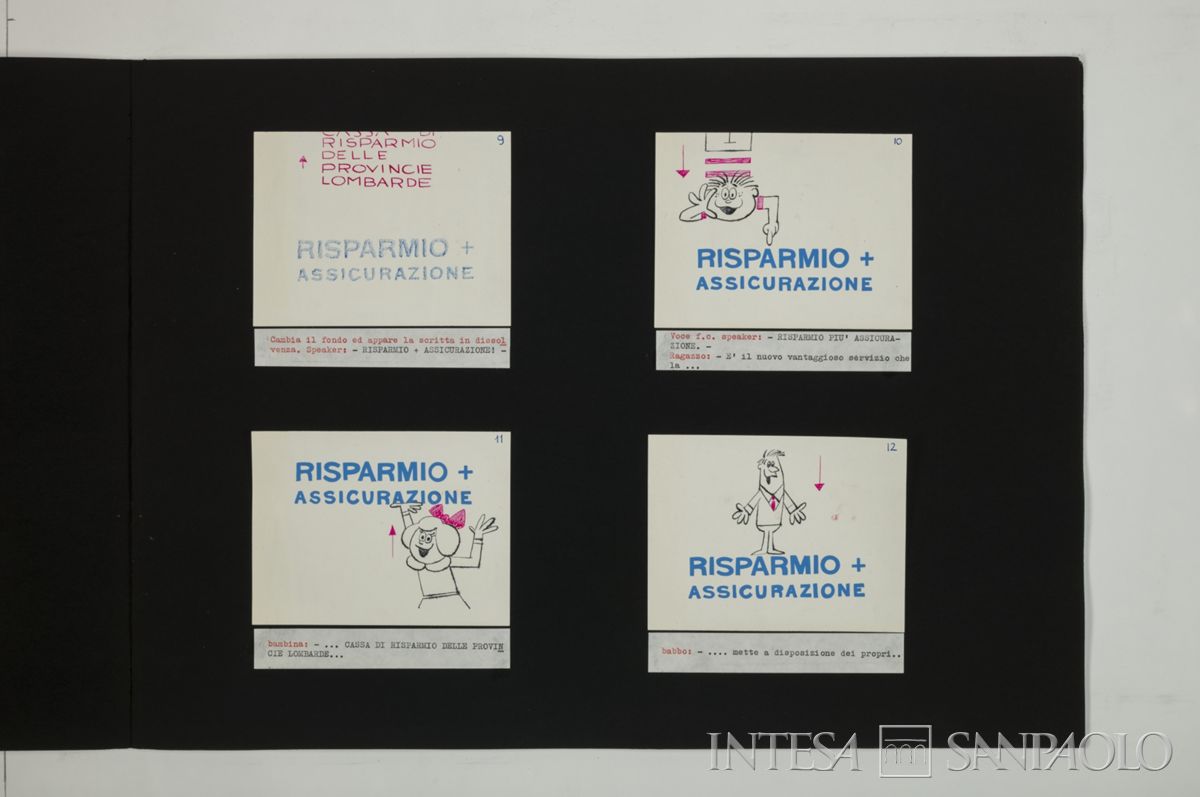 9
CASSA DI
RISPARMIO
DELLE
PROVINCIE
LOMBARDE
RISPARMIO +
ASSICURAZIONE
Cambia il fondo ed appare la scritta in dissol
venza. Speaker: - RISPARMIO + ASSICURAZIONE! -
10
RISPARMIO +
ASSICURAZIONE
Voce f.c. speaker: - RISPARMIO PIU' ASSICURA-
ZIONE. -
Ragazzo: - E' il nuovo vantaggioso servizio che
la ...
11
RISPARMIO +
ASSICURAZIONE
bambina: - ... CASSA DI RISPARMIO DELLE PROVIN
CIE LOMBARDE...
12
RISPARMIO +
ASSICURAZIONE
babbo: - .... mette a disposizione dei propri..
INTESA SANPAOLO